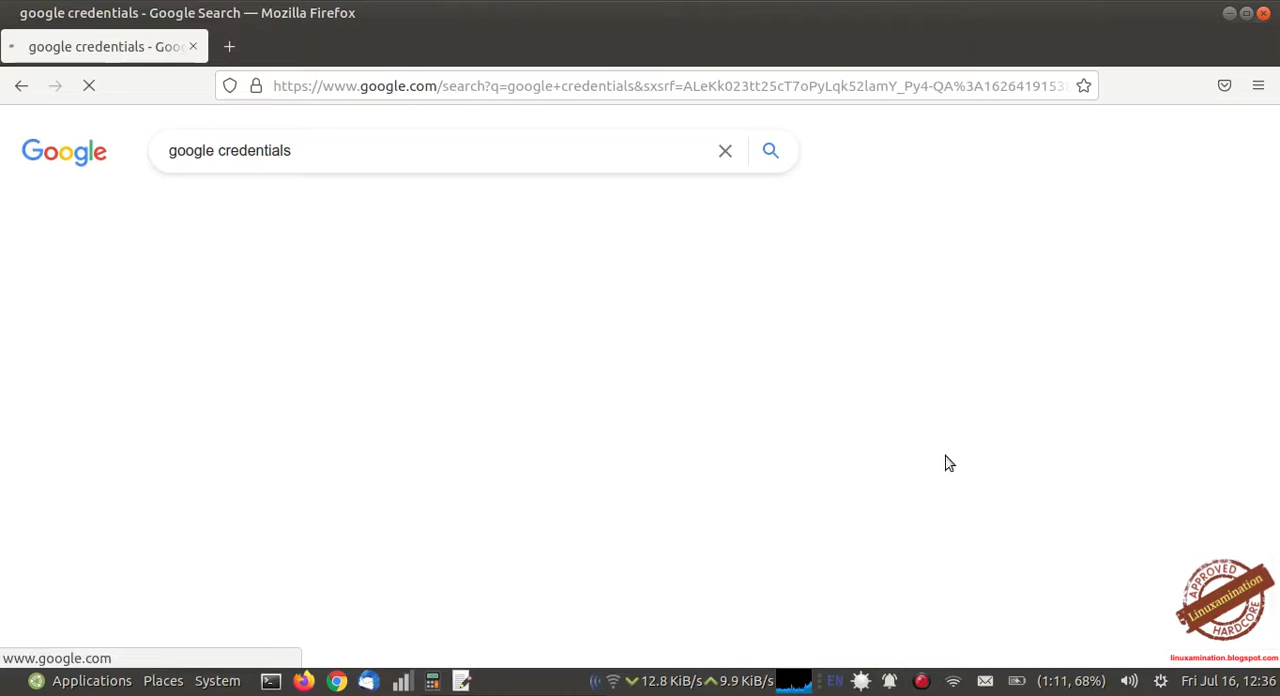 google credentials - Google Search — Mozilla Firefox
google credentials - Goo
https://www.google.com/search?q=google+credentials&sxsrf=ALeKk023tt25cT7oPyLqk52lamY_Py4-QA%3A162641953
Google
google credentials
APPROVED
Linuxamination
HARDCORE
linuxamination.blogspot.com
www.google.com
Applications Places System 12.8 KiB/s 9.9 KiB/s EN (1:11, 68%) Fri Jul 16, 12:36